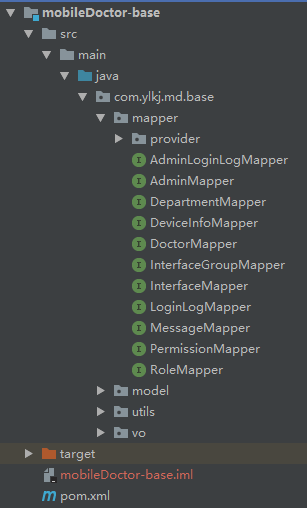 mobileDoctor-base
src
main
java
com.ylkj.md.base
mapper
provider
AdminLoginLogMapper
AdminMapper
DepartmentMapper
DeviceInfoMapper
DoctorMapper
InterfaceGroupMapper
InterfaceMapper
LoginLogMapper
MessageMapper
PermissionMapper
RoleMapper
model
utils
vo
target
mobileDoctor-base.iml
pom.xml